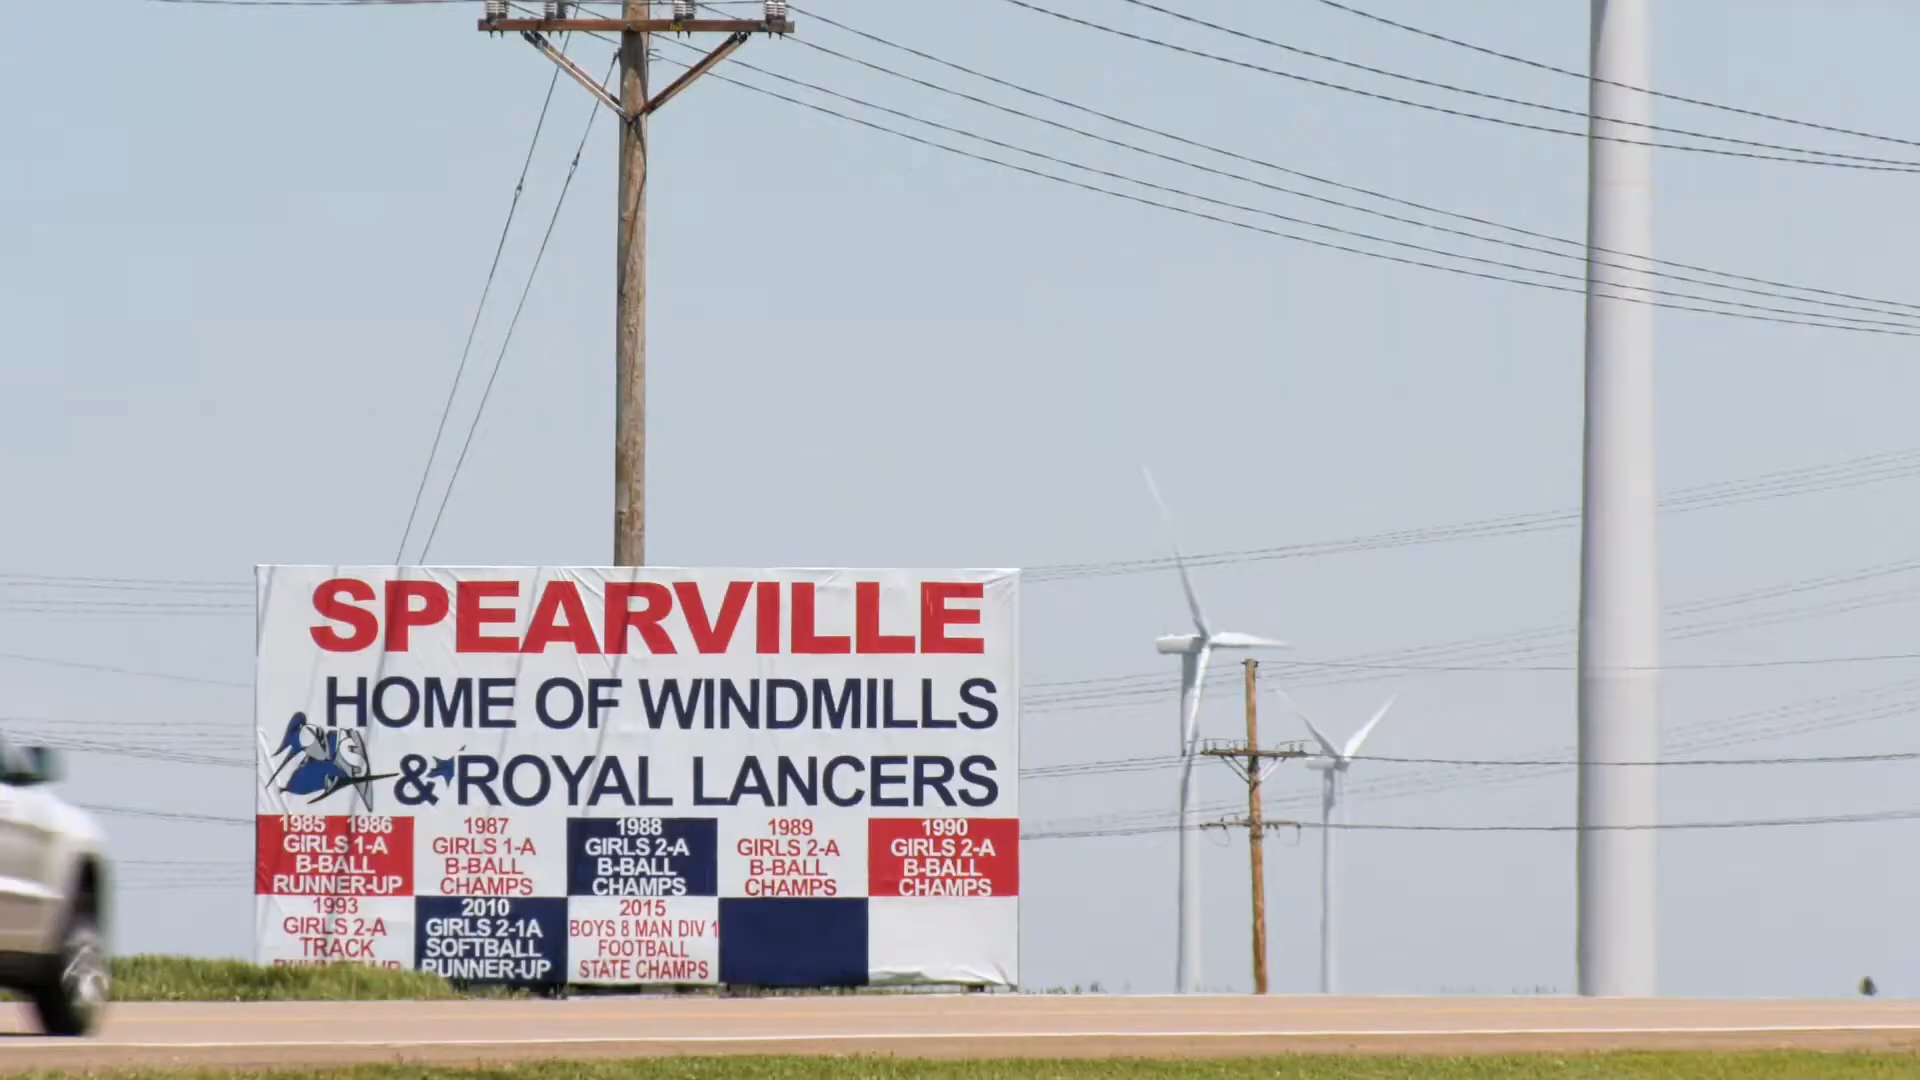 SPEARVILLE
HOME OF WINDMILLS
& ROYAL LANCERS
1985 1986
GIRLS 1-A
B-BALL
RUNNER-UP
1987
GIRLS 1-A
B-BALL
CHAMPS
1988
GIRLS 2-A
B-BALL
CHAMPS
1989
GIRLS 2-A
B-BALL
CHAMPS
1990
GIRLS 2-A
B-BALL
CHAMPS
1993
GIRLS 2-A
TRACK
2010
GIRLS 2-1A
SOFTBALL
RUNNER-UP
2015
BOYS 8 MAN DIV 1
FOOTBALL
STATE CHAMPS